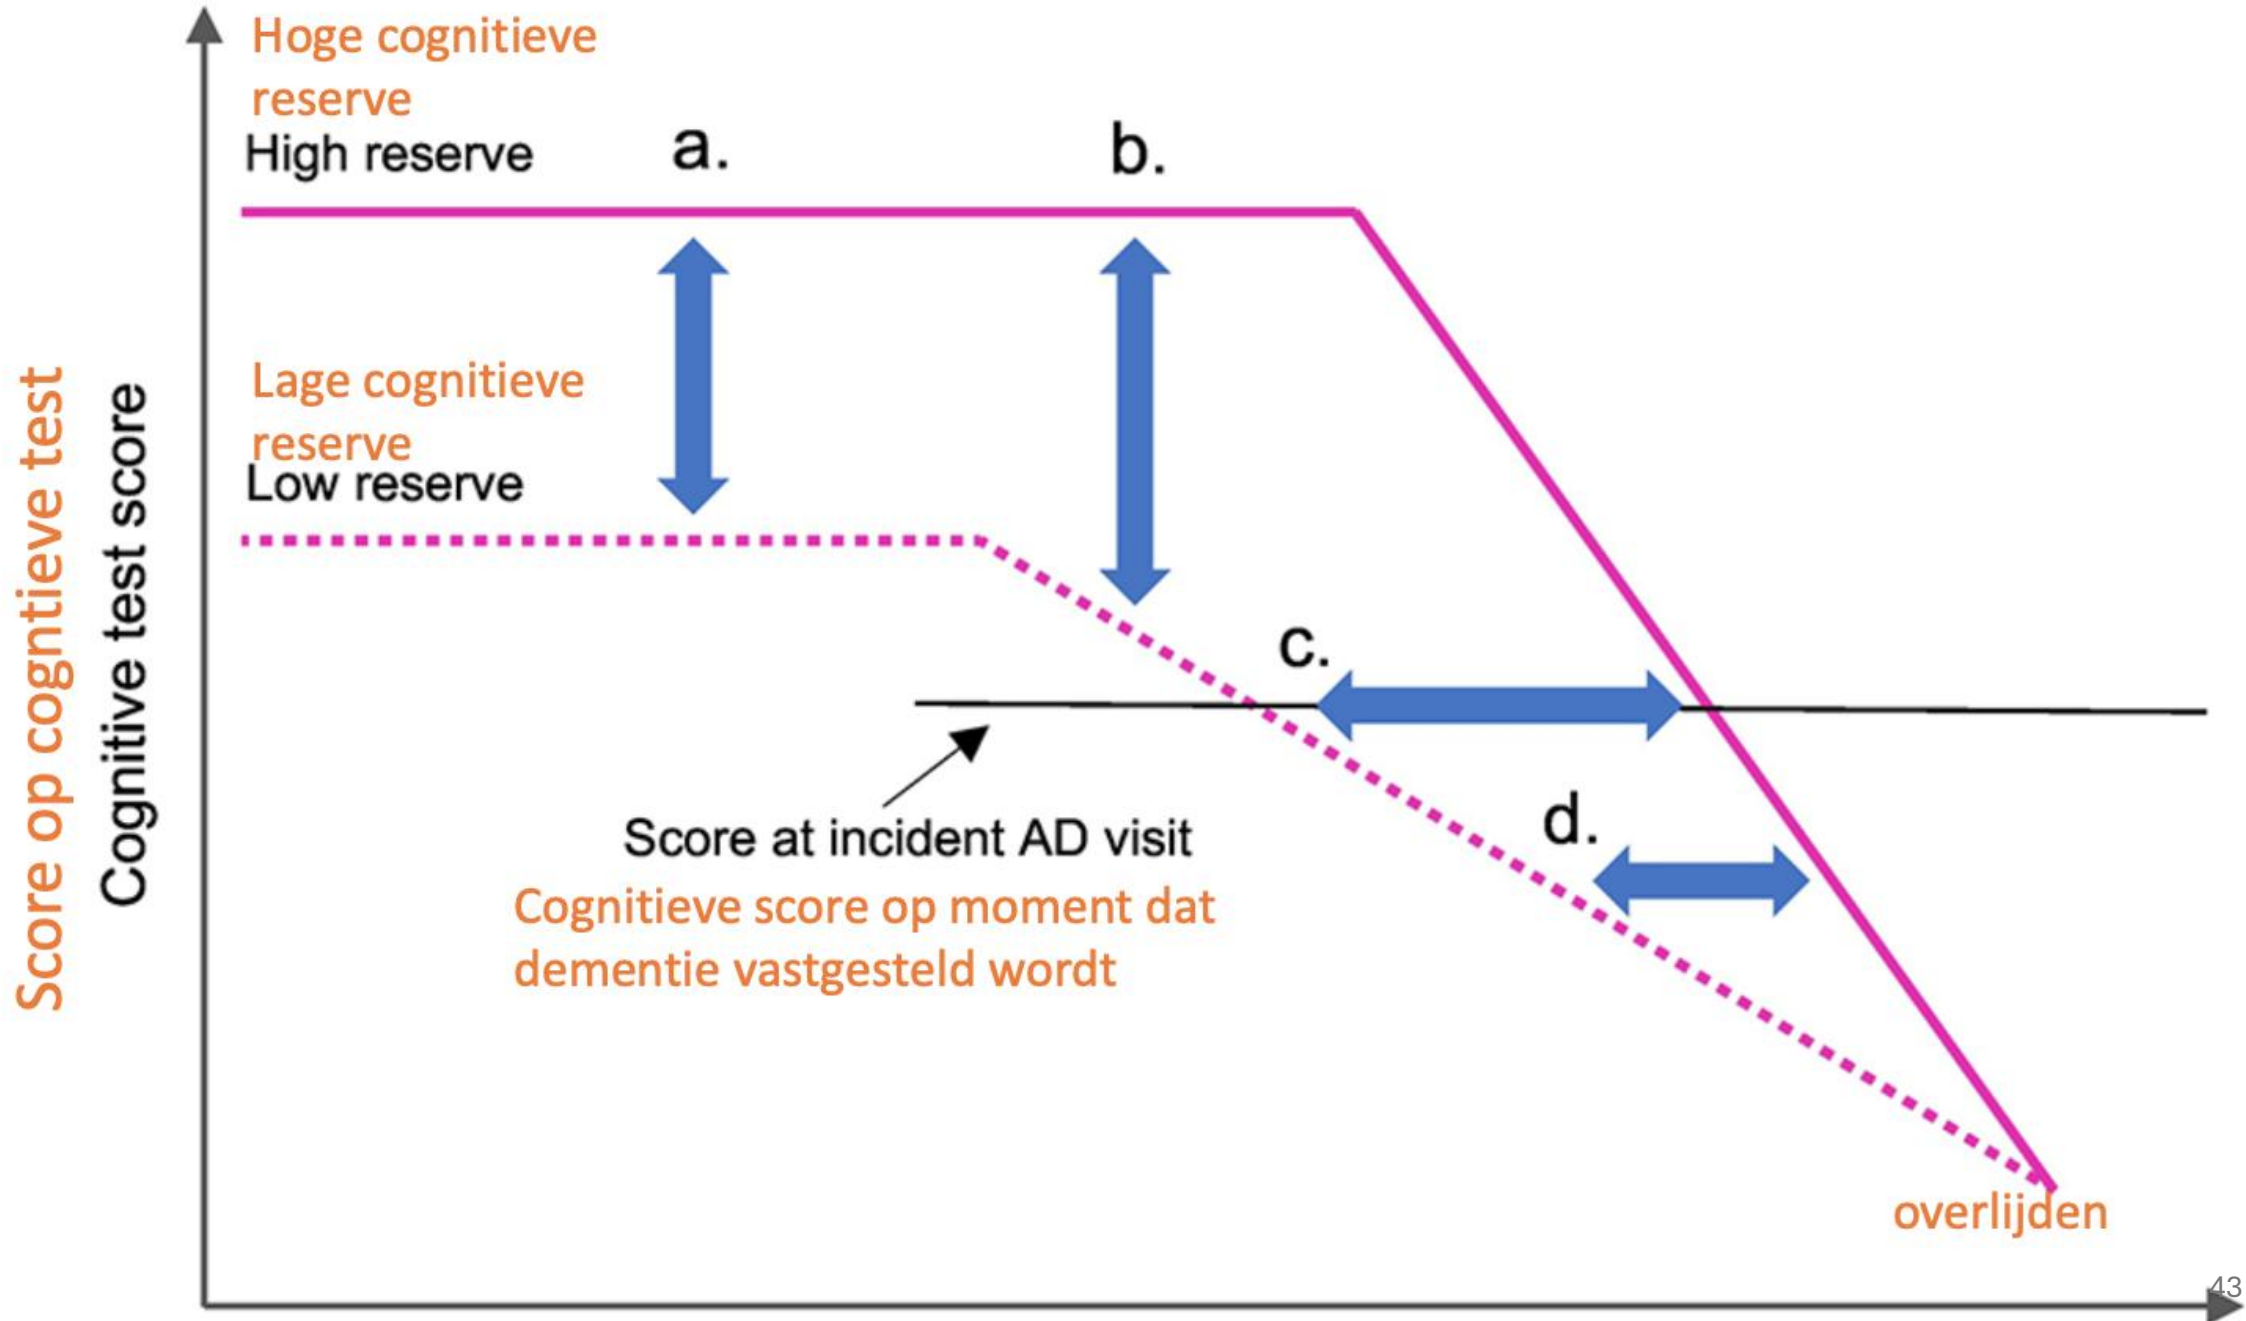 Hoge cognitieve
reserve
High reserve
a.
b.
Lage cognitieve
reserve
Low reserve
Score op cogntieve test
Cognitive test score
c.
d.
Score at incident AD visit
Cognitieve score op moment dat
dementie vastgesteld wordt
overlijden
43